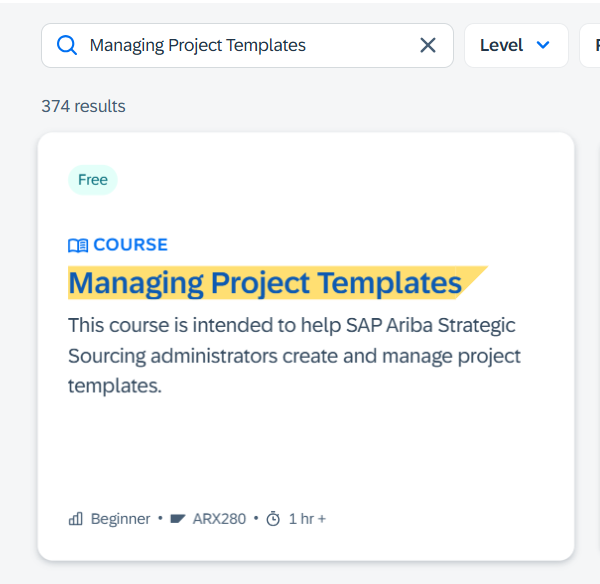 Managing Project Templates
Level
374 results
Free
COURSE
Managing Project Templates
This course is intended to help SAP Ariba Strategic
Sourcing administrators create and manage project
templates.
Beginner • ARX280 • 1 hr +